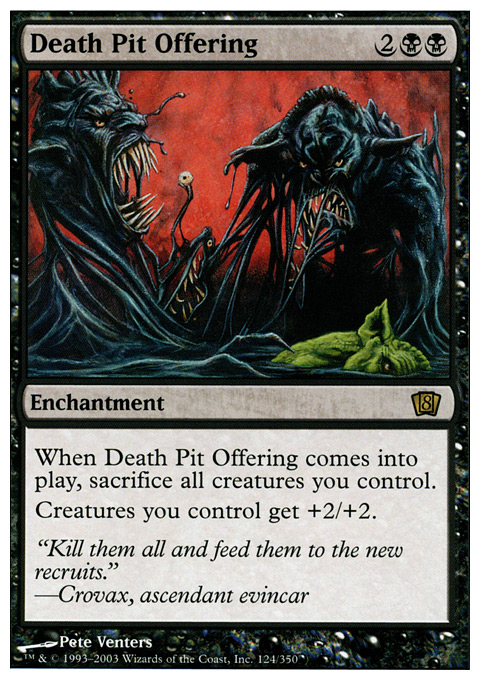 Death Pit Offering 2
Enchantment 8
When Death Pit Offering comes into
play, sacrifice all creatures you control.
Creatures you control get +2/+2.
“Kill them all and feed them to the new
recruits.”
—Crovax, ascendant evincar
Pete Venters
™ & © 1993–2003 Wizards of the Coast, Inc. 124/350